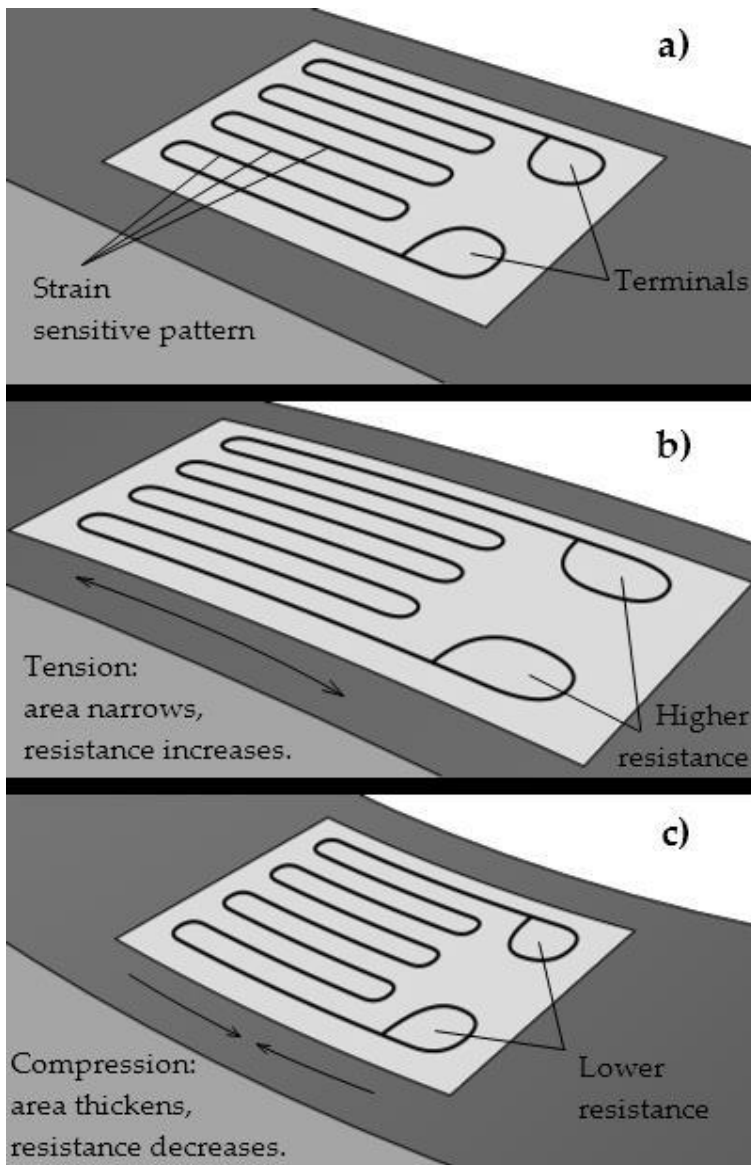 a)
Strain
sensitive pattern
Terminals
b)
Tension:
area narrows,
resistance increases.
Higher
resistance
c)
Compression:
area thickens,
resistance decreases.
Lower
resistance